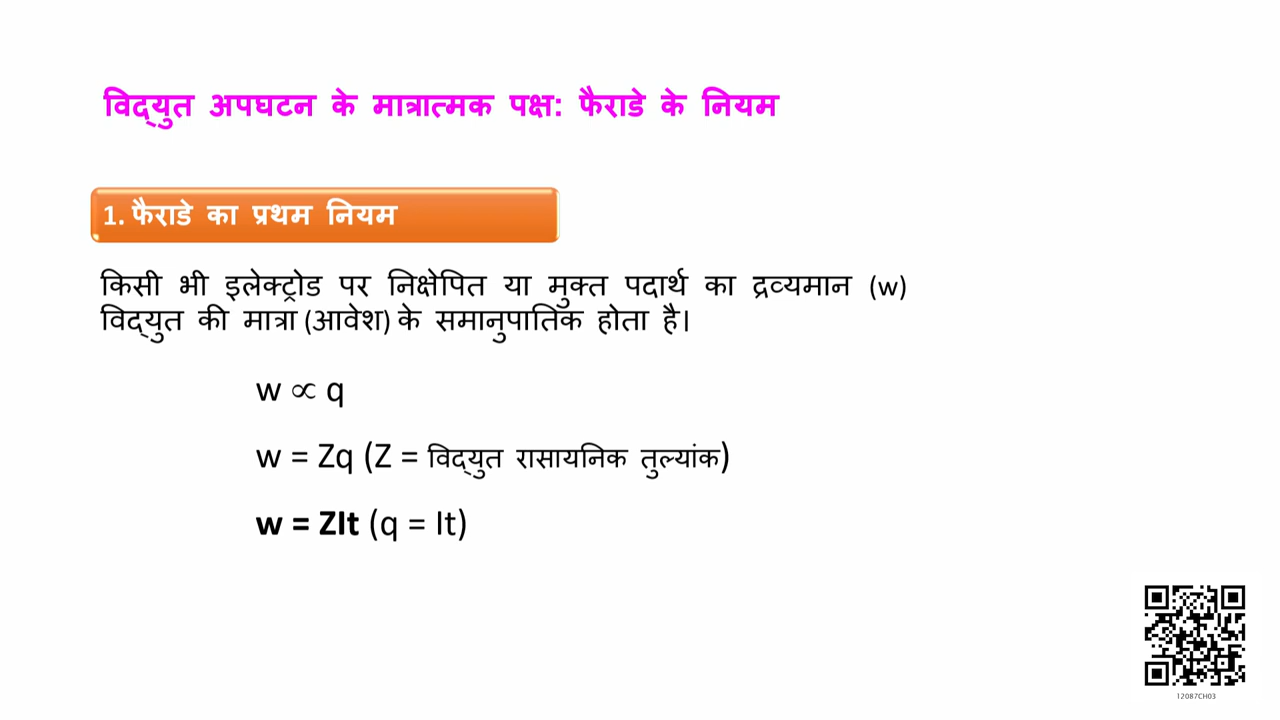 विद्युत अपघटन के मात्रात्मक पक्ष: फैराडे के नियम
1. फैराडे का प्रथम नियम
किसी भी इलेक्ट्रोड पर निक्षेपित या मुक्त पदार्थ का द्रव्यमान (w)
विद्युत की मात्रा (आवेश) के समानुपातिक होता है।
w ∝ q
w = Zq (Z = विद्युत रासायनिक तुल्यांक)
w = ZIt (q = It)
12087CH03